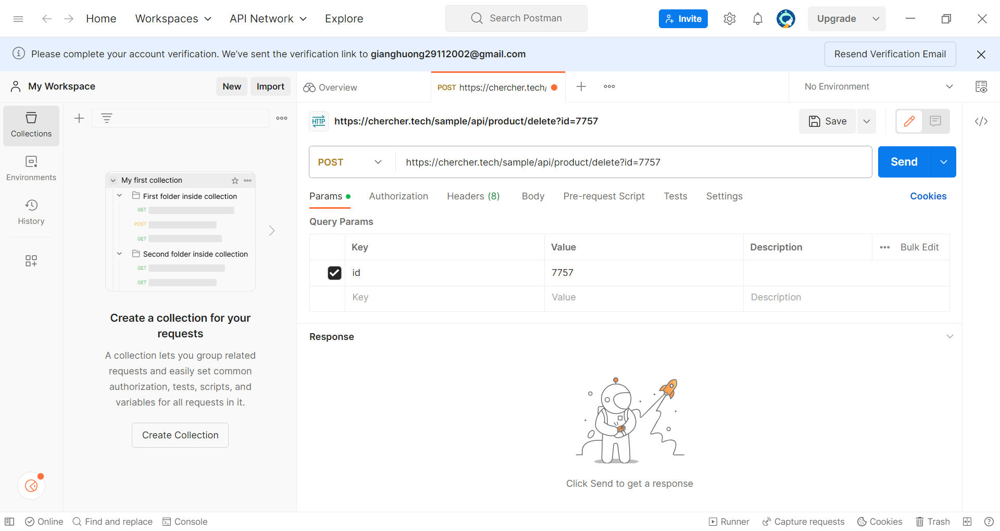 Home
Workspaces
API Network
Explore
Search Postman
Invite
Upgrade
Please complete your account verification. We’ve sent the verification link to gianghuong29112002@gmail.com
Resend Verification Email
My Workspace
New
Import
Overview
POST https://chercher.tech/
No Environment
Collections
Environments
History
My first collection
First folder inside collection
GET
POST
GET
Second folder inside collection
GET
GET
Create a collection for your
requests
A collection lets you group related
requests and easily set common
authorization, tests, scripts, and
variables for all requests in it.
Create Collection
HTTP
https://chercher.tech/sample/api/product/delete?id=7757
Save
POST
https://chercher.tech/sample/api/product/delete?id=7757
Send
Params
Authorization
Headers (8)
Body
Pre-request Script
Tests
Settings
Cookies
Query Params
Key
Value
Description
Bulk Edit
id
7757
Key
Value
Description
Response
Click Send to get a response
Online
Find and replace
Console
Runner
Capture requests
Cookies
Trash